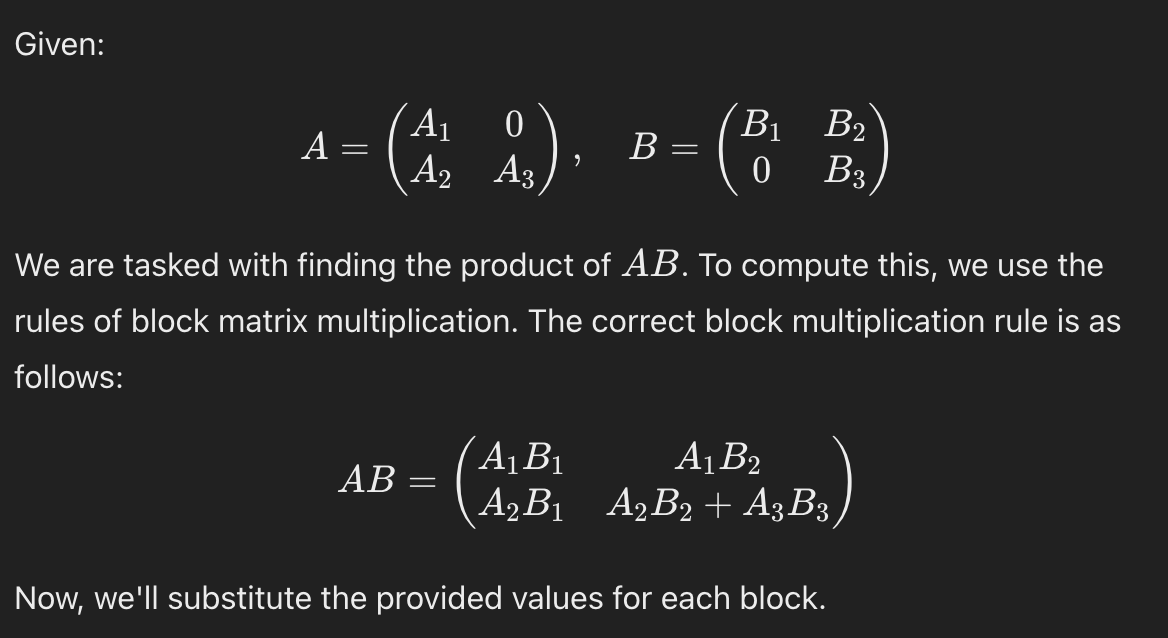 Given:
A = \begin{pmatrix} A_1 & 0 \\ A_2 & A_3 \end{pmatrix}, \quad B = \begin{pmatrix} B_1 & B_2 \\ 0 & B_3 \end{pmatrix}
We are tasked with finding the product of AB. To compute this, we use the
rules of block matrix multiplication. The correct block multiplication rule is as
follows:
AB = \begin{pmatrix} A_1B_1 & A_1B_2 \\ A_2B_1 & A_2B_2 + A_3B_3 \end{pmatrix}
Now, we'll substitute the provided values for each block.